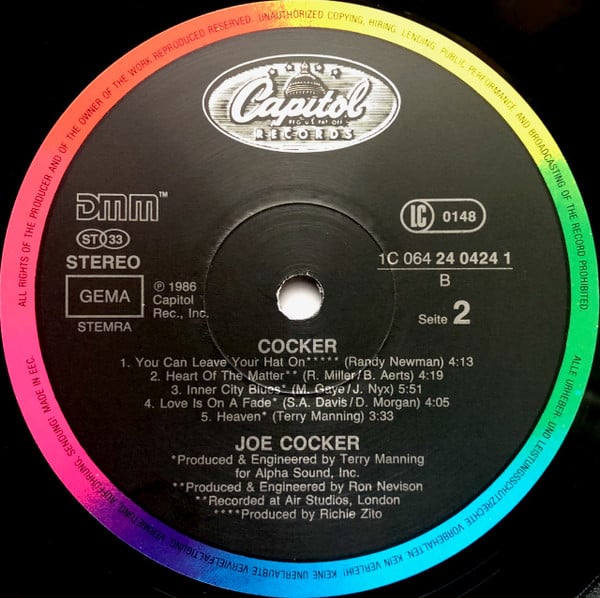 ALL RIGHTS OF THE PRODUCER AND OF THE OWNER OF THE WORK REPRODUCED RESERVED. UNAUTHORIZED COPYING, HIRING, LENDING, PUBLIC PERFORMANCE AND BROADCASTING OF THE RECORD PROHIBITED.
Capitol
RECORDS
DMM™
ST 33
STEREO
GEMA
STEMRA
℗ 1986
Capitol
Rec., Inc.
LC 0148
1C 064 24 0424 1
B
Seite 2
COCKER
1. You Can Leave Your Hat On***** (Randy Newman) 4:13
2. Heart Of The Matter** (R. Miller/B. Aerts) 4:19
3. Inner City Blues* (M. Gaye/J. Nyx) 5:51
4. Love Is On A Fade* (S.A. Davis/D. Morgan) 4:05
5. Heaven* (Terry Manning) 3:33
JOE COCKER
*Produced & Engineered by Terry Manning
for Alpha Sound, Inc.
**Produced & Engineered by Ron Nevison
**Recorded at Air Studios, London
****Produced by Richie Zito
ALLE URHEBER- UND LEISTUNGSSCHUTZRECHTE VORBEHALTEN. KEIN VERLEIH! KEINE UNERLAUBTE VERVIELFÄLTIGUNG, VERMIETUNG, AUFFÜHRUNG, SENDUNG! MADE IN EEC.